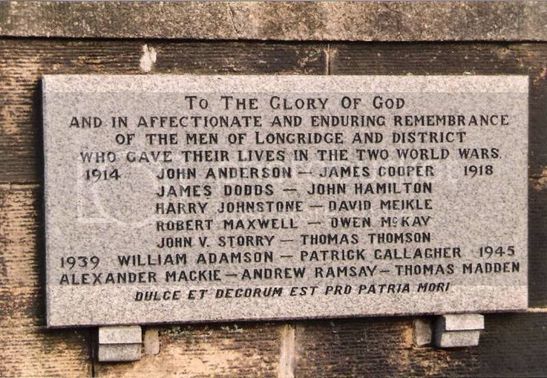 To The Glory Of God
AND IN AFFECTIONATE AND ENDURING REMEMBRANCE
OF THE MEN OF LONGRIDGE AND DISTRICT
WHO GAVE THEIR LIVES IN THE TWO WORLD WARS.
1914 JOHN ANDERSON — JAMES COOPER 1918
JAMES DODDS — JOHN HAMILTON
HARRY JOHNSTONE — DAVID MEIKLE
ROBERT MAXWELL — OWEN McKAY
JOHN V. STORRY — THOMAS THOMSON
1939 WILLIAM ADAMSON — PATRICK GALLAGHER 1945
ALEXANDER MACKIE — ANDREW RAMSAY — THOMAS MADDEN
DULCE ET DECORUM EST PRO PATRIA MORI